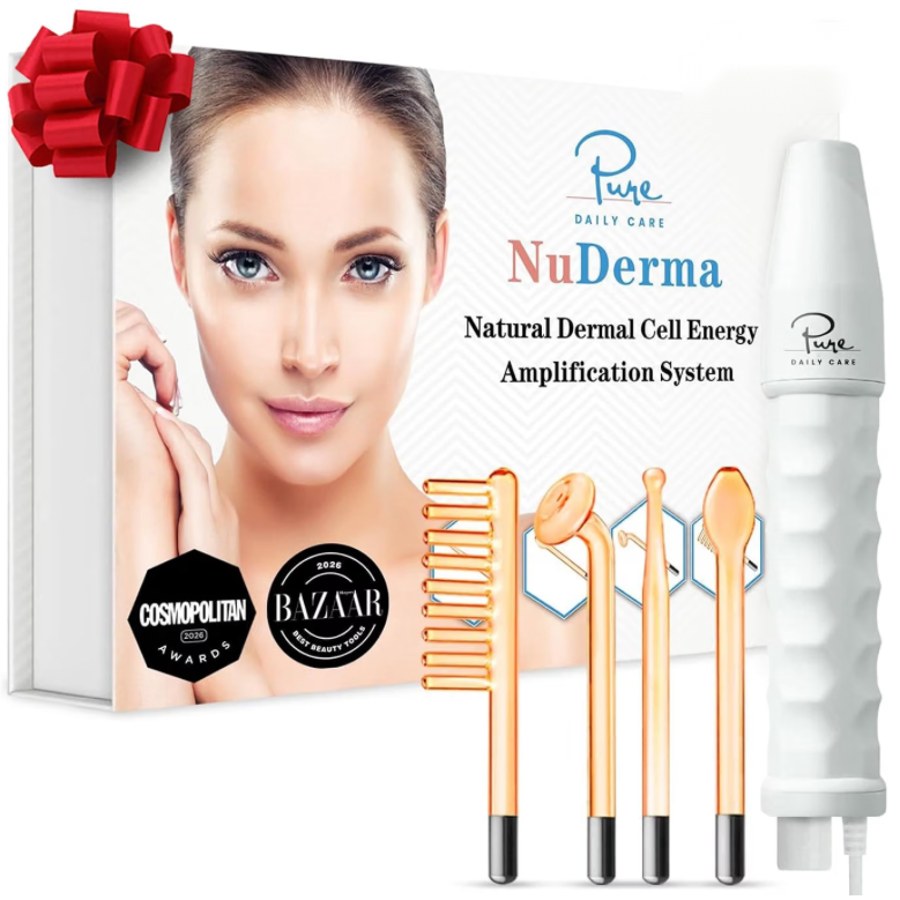 Pure
DAILY CARE
NuDerma
Natural Dermal Cell Energy
Amplification System
Pure
DAILY CARE
COSMOPOLITAN
2026
AWARDS
2026
BAZAAR
BEST BEAUTY TOOLS